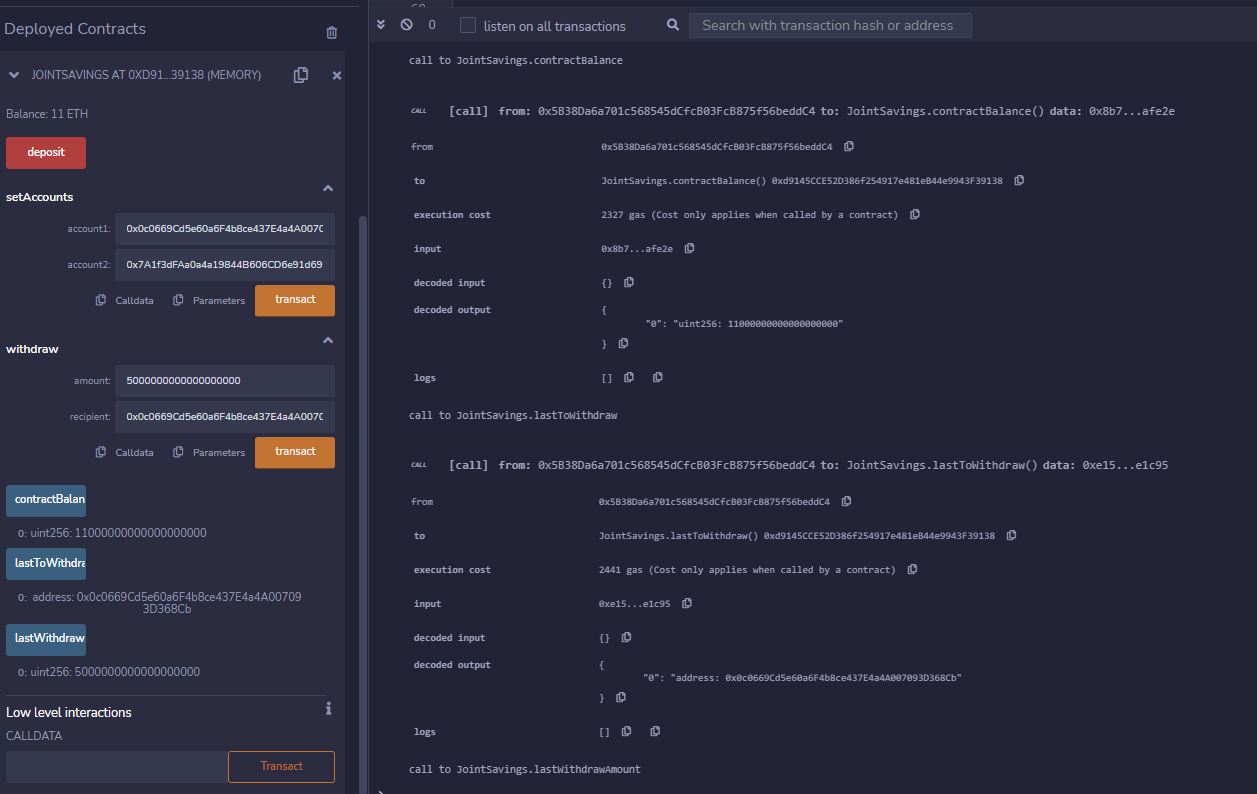 Deployed Contracts
JOINTSAVINGS AT 0XD91...39138 (MEMORY)
Balance: 11 ETH
deposit
setAccounts
account1: 0x0c0669Cd5e60a6F4b8ce437E4a4A0070
account2: 0x7A1f3dFAa0a4a19844B606CD6e91d69
Calldata Parameters transact
withdraw
amount: 5000000000000000000
recipient: 0x0c0669Cd5e60a6F4b8ce437E4a4A0070
Calldata Parameters transact
contractBalan
0: uint256: 11000000000000000000
lastToWithdra
0: address: 0x0c0669Cd5e60a6F4b8ce437E4a4A00709
3D368Cb
lastWithdraw
0: uint256: 5000000000000000000
Low level interactions
CALLDATA
Transact
0 listen on all transactions Search with transaction hash or address
call to JointSavings.contractBalance
CALL [call] from: 0x5B38Da6a701c568545dCfcB03FcB875f56beddC4 to: JointSavings.contractBalance() data: 0x8b7...afe2e
from 0x5B38Da6a701c568545dCfcB03FcB875f56beddC4
to JointSavings.contractBalance() 0xd9145CCE52D386f254917e481eB44e9943F39138
execution cost 2327 gas (Cost only applies when called by a contract)
input 0x8b7...afe2e
decoded input {}
decoded output {
"0": "uint256: 11000000000000000000"
}
logs []
call to JointSavings.lastToWithdraw
CALL [call] from: 0x5B38Da6a701c568545dCfcB03FcB875f56beddC4 to: JointSavings.lastToWithdraw() data: 0xe15...e1c95
from 0x5B38Da6a701c568545dCfcB03FcB875f56beddC4
to JointSavings.lastToWithdraw() 0xd9145CCE52D386f254917e481eB44e9943F39138
execution cost 2441 gas (Cost only applies when called by a contract)
input 0xe15...e1c95
decoded input {}
decoded output {
"0": "address: 0x0c0669Cd5e60a6F4b8ce437E4a4A007093D368Cb"
}
logs []
call to JointSavings.lastWithdrawAmount
>